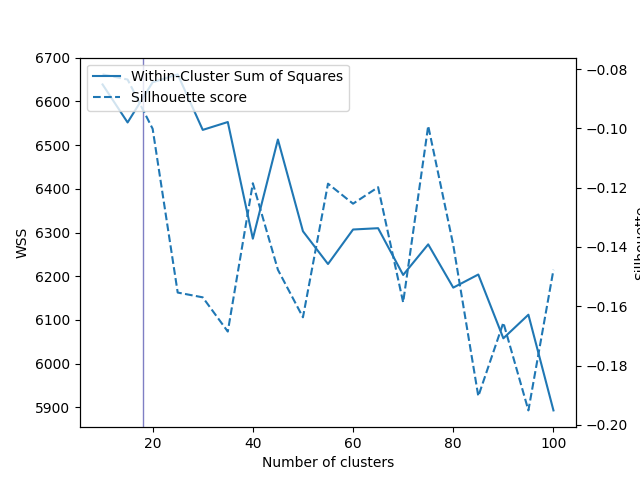 Within-Cluster Sum of Squares
Sillhouette score
6700
6600
6500
6400
6300
6200
6100
6000
5900
WSS
−0.08
−0.10
−0.12
−0.14
−0.16
−0.18
−0.20
Sillhouette
20 40 60 80 100
Number of clusters